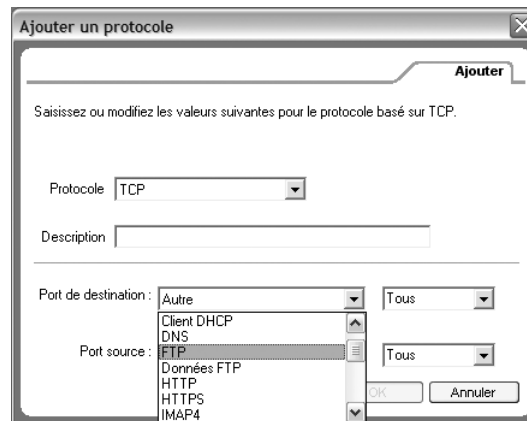 Ajouter un protocole
Ajouter
Saisissez ou modifiez les valeurs suivantes pour le protocole basé sur TCP.
Protocole TCP
Description
Port de destination : Autre Tous
Client DHCP
DNS
Port source : FTP Tous
Données FTP
HTTP
HTTPS
IMAP4
OK Annuler